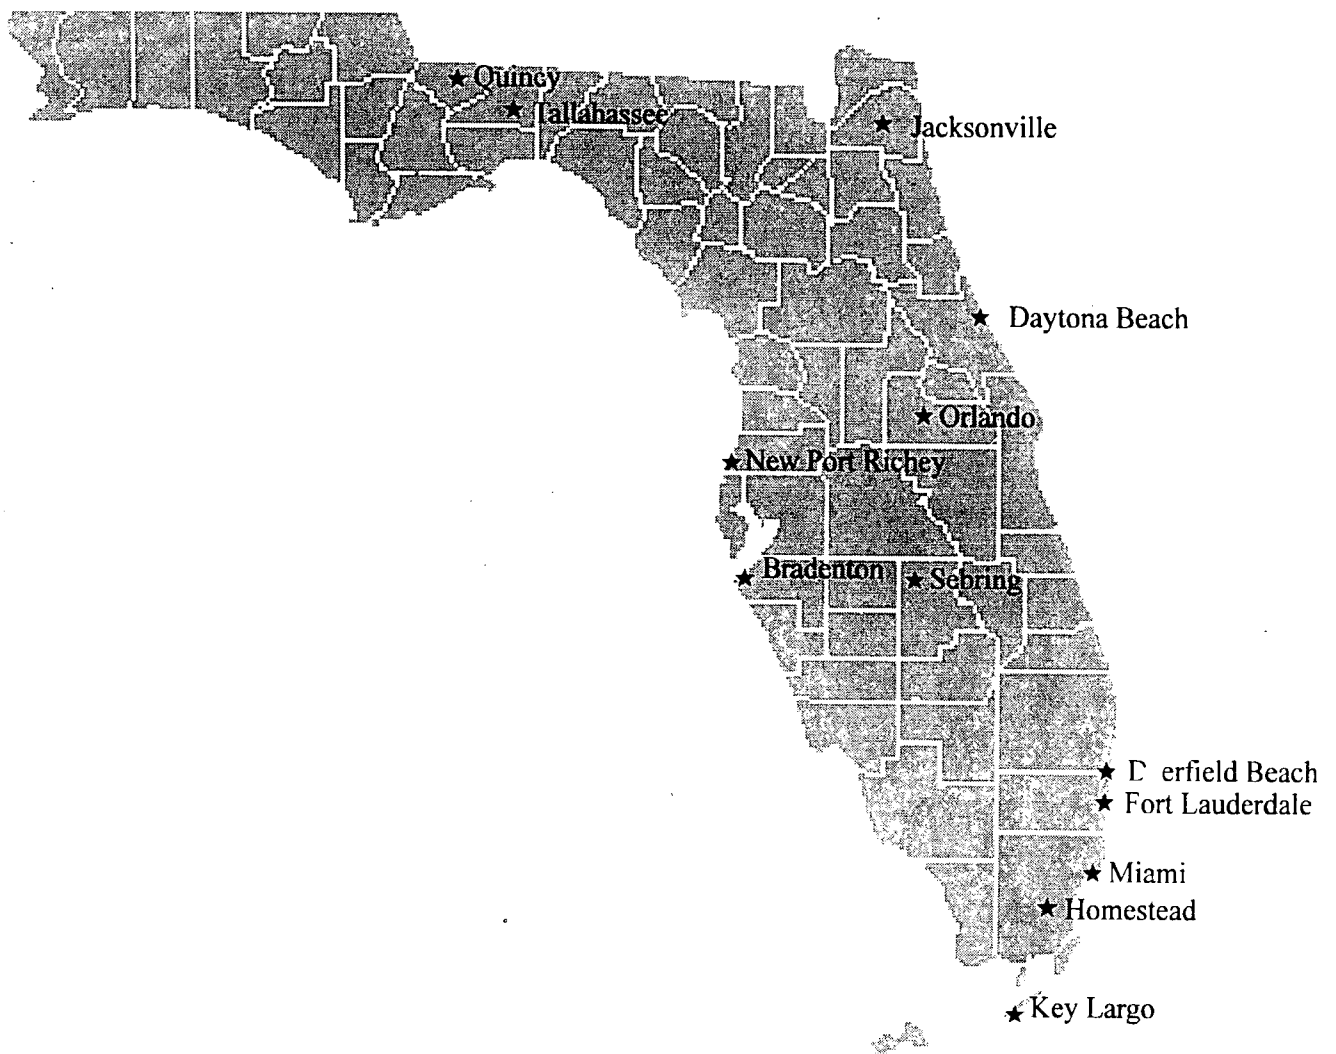 Quincy
Tallahassee
Jacksonville
Daytona Beach
Orlando
New Port Richey
Bradenton
Sebring
D erfield Beach
Fort Lauderdale
Miami
Homestead
Key Largo